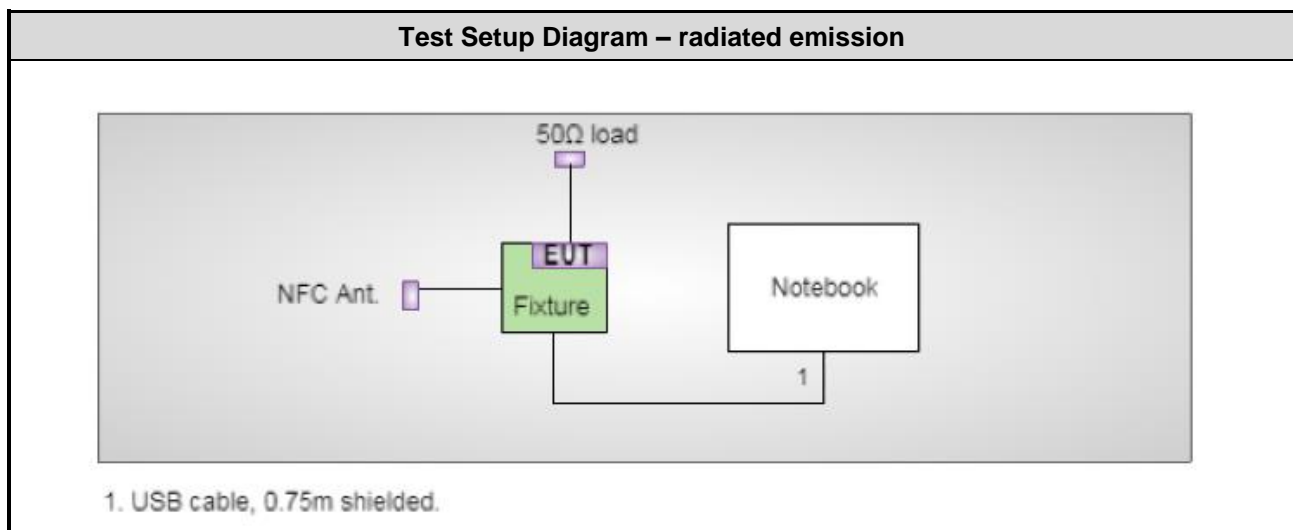 Test Setup Diagram – radiated emission
50Ω load
EUT
NFC Ant.
Fixture
Notebook
1
1. USB cable, 0.75m shielded.